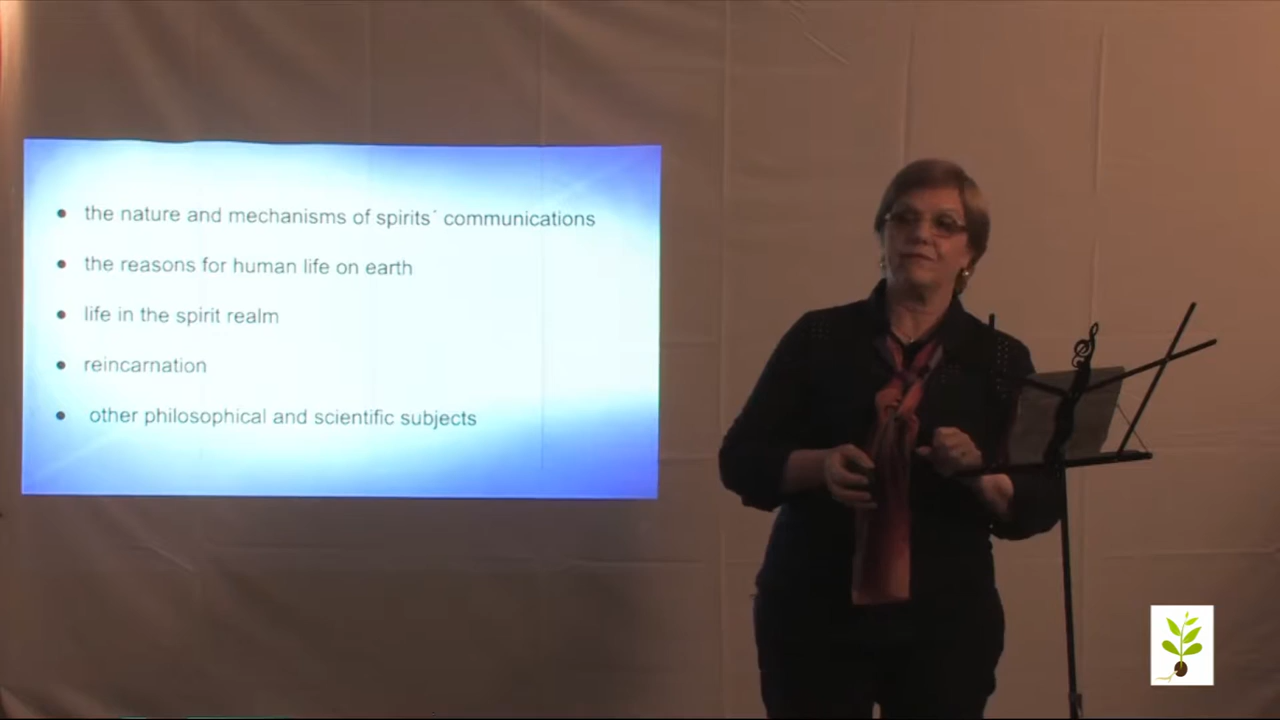 • the nature and mechanisms of spirits´ communications
• the reasons for human life on earth
• life in the spirit realm
• reincarnation
• other philosophical and scientific subjects